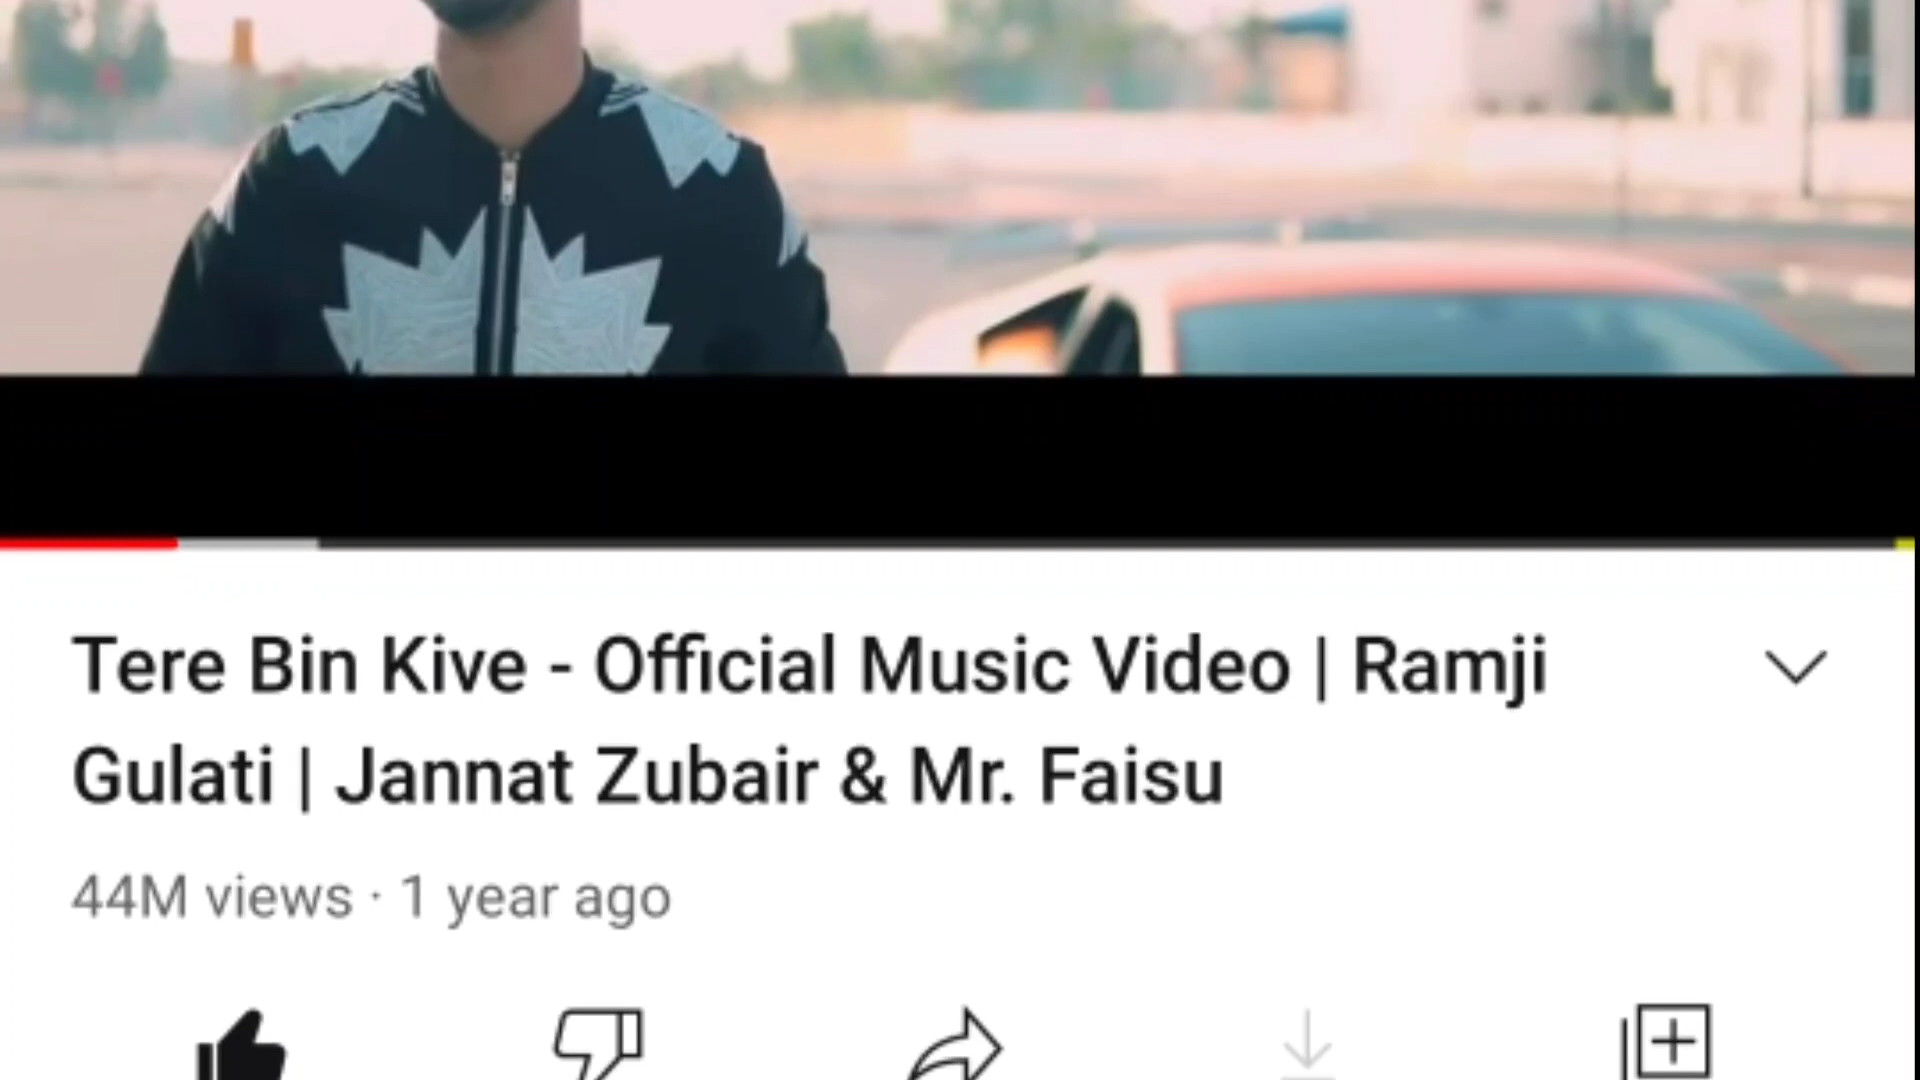 Tere Bin Kive - Official Music Video | Ramji
Gulati | Jannat Zubair & Mr. Faisu
44M views · 1 year ago